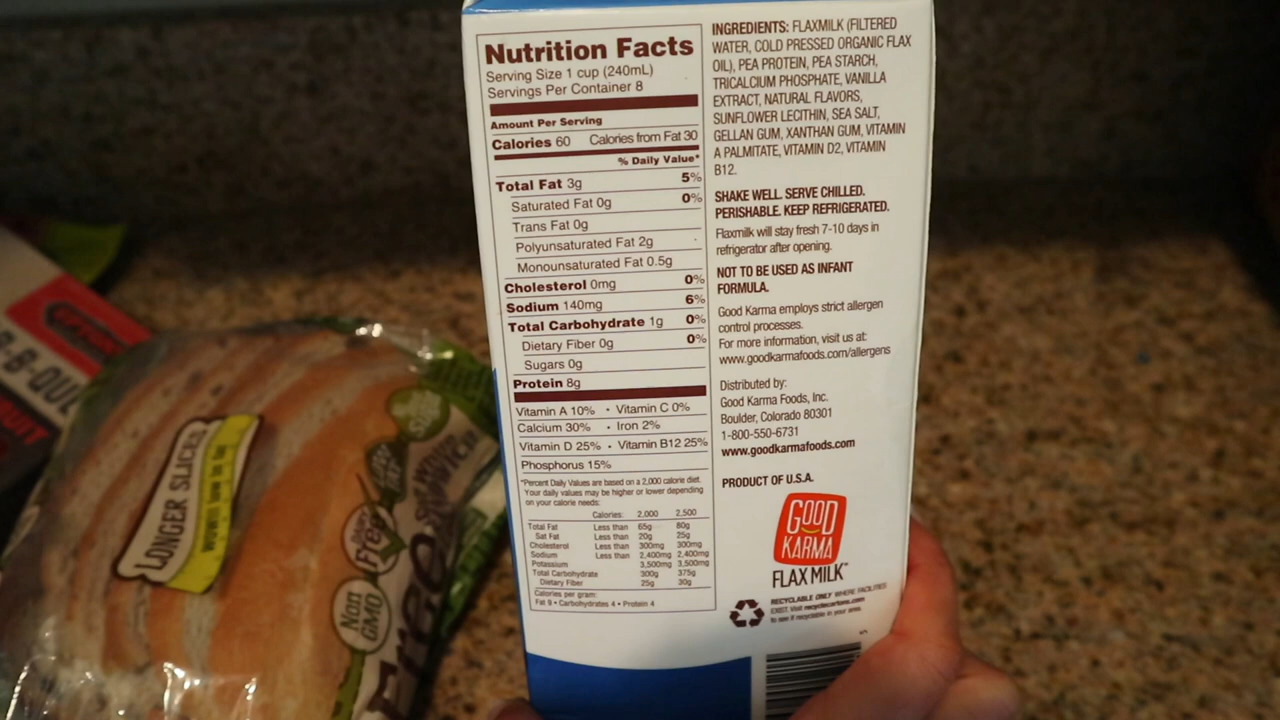 Nutrition Facts
Serving Size 1 cup (240mL)
Servings Per Container 8
Amount Per Serving
Calories 60 Calories from Fat 30
% Daily Value*
Total Fat 3g 5%
Saturated Fat 0g 0%
Trans Fat 0g
Polyunsaturated Fat 2g
Monounsaturated Fat 0.5g
Cholesterol 0mg 0%
Sodium 140mg 6%
Total Carbohydrate 1g 0%
Dietary Fiber 0g 0%
Sugars 0g
Protein 8g
Vitamin A 10% • Vitamin C 0%
Calcium 30% • Iron 2%
Vitamin D 25% • Vitamin B12 25%
Phosphorus 15%
*Percent Daily Values are based on a 2,000 calorie diet.
Your daily values may be higher or lower depending
on your calorie needs:
Calories: 2,000 2,500
Total Fat Less than 65g 80g
Sat Fat Less than 20g 25g
Cholesterol Less than 300mg 300mg
Sodium Less than 2,400mg 2,400mg
Potassium 3,500mg 3,500mg
Total Carbohydrate 300g 375g
Dietary Fiber 25g 30g
Calories per gram:
Fat 9 • Carbohydrates 4 • Protein 4
INGREDIENTS: FLAXMILK (FILTERED
WATER, COLD PRESSED ORGANIC FLAX
OIL), PEA PROTEIN, PEA STARCH,
TRICALCIUM PHOSPHATE, VANILLA
EXTRACT, NATURAL FLAVORS,
SUNFLOWER LECITHIN, SEA SALT,
GELLAN GUM, XANTHAN GUM, VITAMIN
A PALMITATE, VITAMIN D2, VITAMIN
B12.
SHAKE WELL. SERVE CHILLED.
PERISHABLE. KEEP REFRIGERATED.
Flaxmilk will stay fresh 7-10 days in
refrigerator after opening.
NOT TO BE USED AS INFANT
FORMULA.
Good Karma employs strict allergen
control processes.
For more information, visit us at:
www.goodkarmafoods.com/allergens
Distributed by:
Good Karma Foods, Inc.
Boulder, Colorado 80301
1-800-550-6731
www.goodkarmafoods.com
PRODUCT OF U.S.A.
GOOD
KARMA
FLAX MILK™
RECYCLABLE ONLY WHERE FACILITIES
EXIST. Visit recyclecartons.com
to see if recyclable in your area.
LONGER SLICES
Dairy
Free
Non
GMO